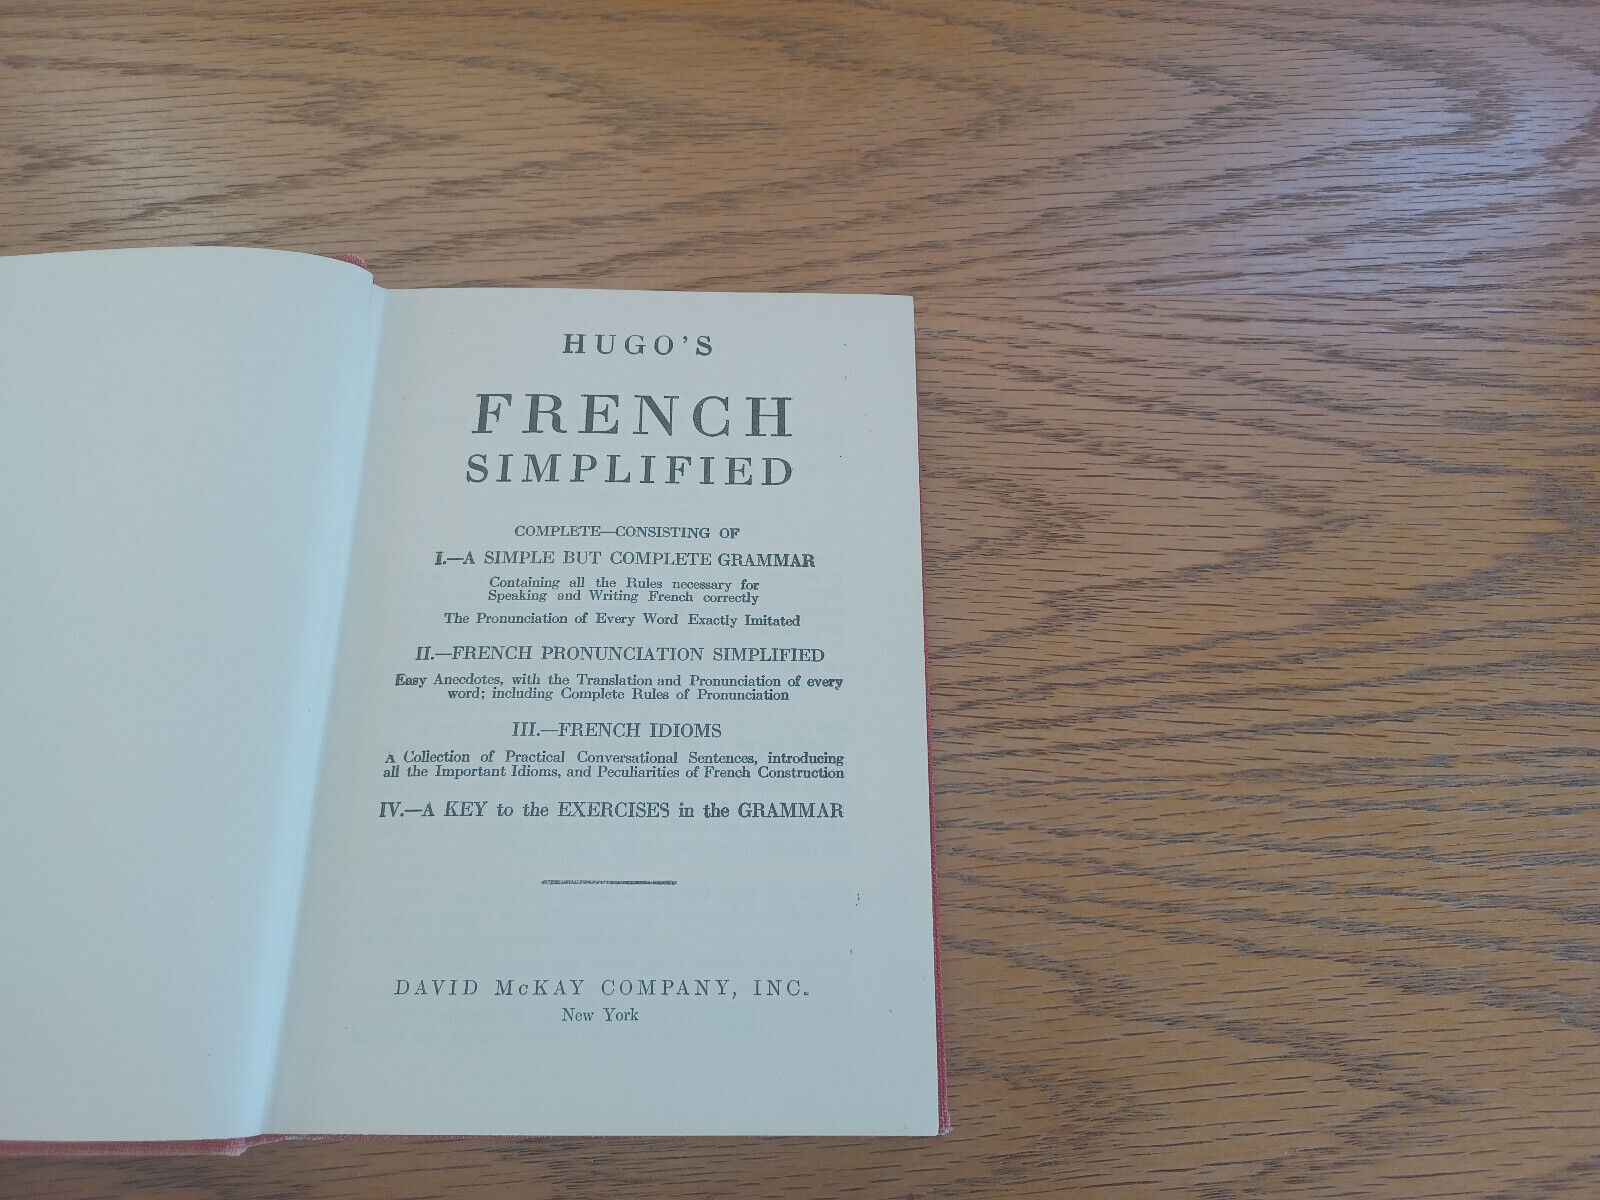 HUGO'S
FRENCH
SIMPLIFIED
COMPLETE—CONSISTING OF
I.—A SIMPLE BUT COMPLETE GRAMMAR
Containing all the Rules necessary for
Speaking and Writing French correctly
The Pronunciation of Every Word Exactly Imitated
II.—FRENCH PRONUNCIATION SIMPLIFIED
Easy Anecdotes, with the Translation and Pronunciation of every
word; including Complete Rules of Pronunciation
III.—FRENCH IDIOMS
A Collection of Practical Conversational Sentences, introducing
all the Important Idioms, and Peculiarities of French Construction
IV.—A KEY to the EXERCISES in the GRAMMAR
DAVID McKAY COMPANY, INC.
New York